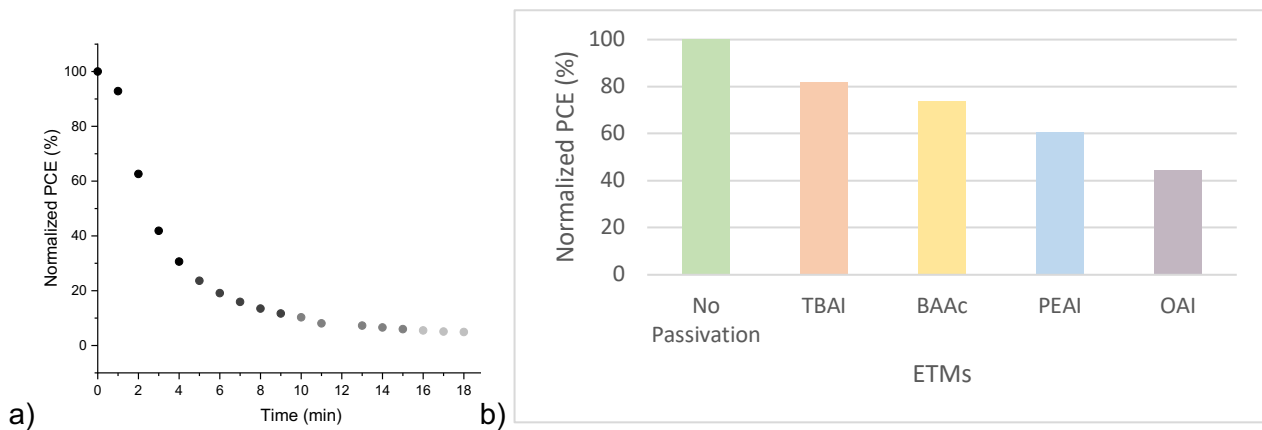 100
80
60
40
20
0
Normalized PCE (%)
0 2 4 6 8 10 12 14 16 18
Time (min)
a)
100
80
60
40
20
0
Normalized PCE (%)
No TBAI BAAc PEAI OAI
Passivation
ETMs
b)